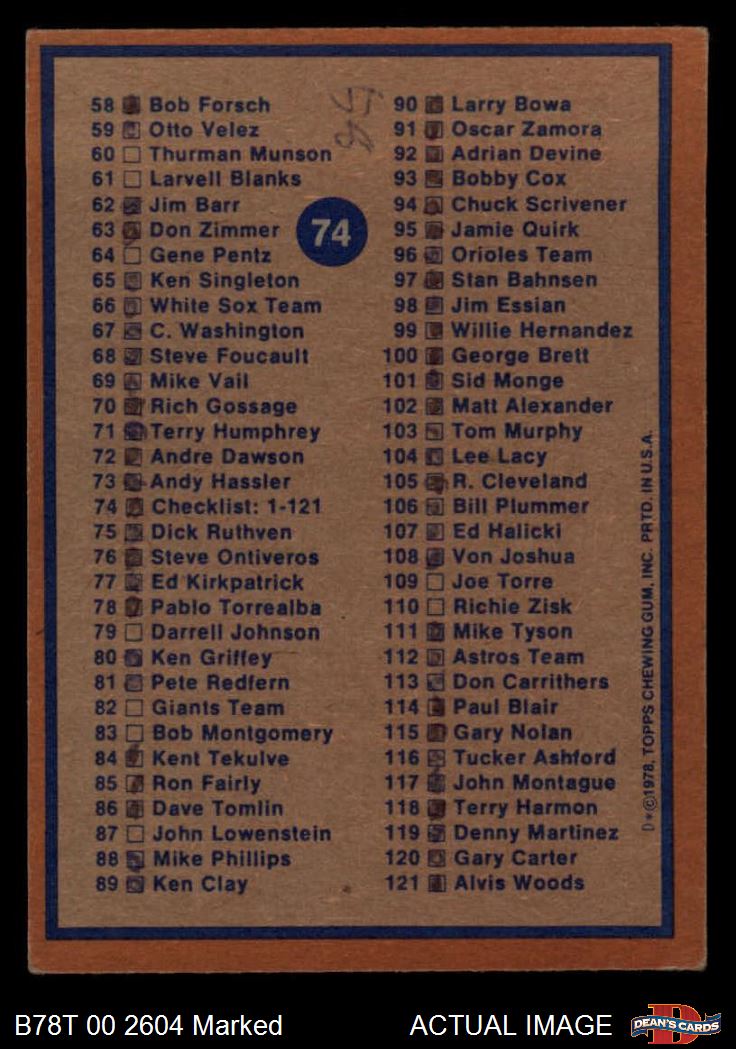 58 Bob Forsch
59 Otto Velez
60 Thurman Munson
61 Larvell Blanks
62 Jim Barr
63 Don Zimmer
64 Gene Pentz
65 Ken Singleton
66 White Sox Team
67 C. Washington
68 Steve Foucault
69 Mike Vail
70 Rich Gossage
71 Terry Humphrey
72 Andre Dawson
73 Andy Hassler
74 Checklist: 1-121
75 Dick Ruthven
76 Steve Ontiveros
77 Ed Kirkpatrick
78 Pablo Torrealba
79 Darrell Johnson
80 Ken Griffey
81 Pete Redfern
82 Giants Team
83 Bob Montgomery
84 Kent Tekulve
85 Ron Fairly
86 Dave Tomlin
87 John Lowenstein
88 Mike Phillips
89 Ken Clay
74
90 Larry Bowa
91 Oscar Zamora
92 Adrian Devine
93 Bobby Cox
94 Chuck Scrivener
95 Jamie Quirk
96 Orioles Team
97 Stan Bahnsen
98 Jim Essian
99 Willie Hernandez
100 George Brett
101 Sid Monge
102 Matt Alexander
103 Tom Murphy
104 Lee Lacy
105 R. Cleveland
106 Bill Plummer
107 Ed Halicki
108 Von Joshua
109 Joe Torre
110 Richie Zisk
111 Mike Tyson
112 Astros Team
113 Don Carrithers
114 Paul Blair
115 Gary Nolan
116 Tucker Ashford
117 John Montague
118 Terry Harmon
119 Denny Martinez
120 Gary Carter
121 Alvis Woods
D*©1978, TOPPS CHEWING GUM, INC. PRTD. IN U.S.A.
B78T 00 2604 Marked
ACTUAL IMAGE
D
DEAN'S CARDS